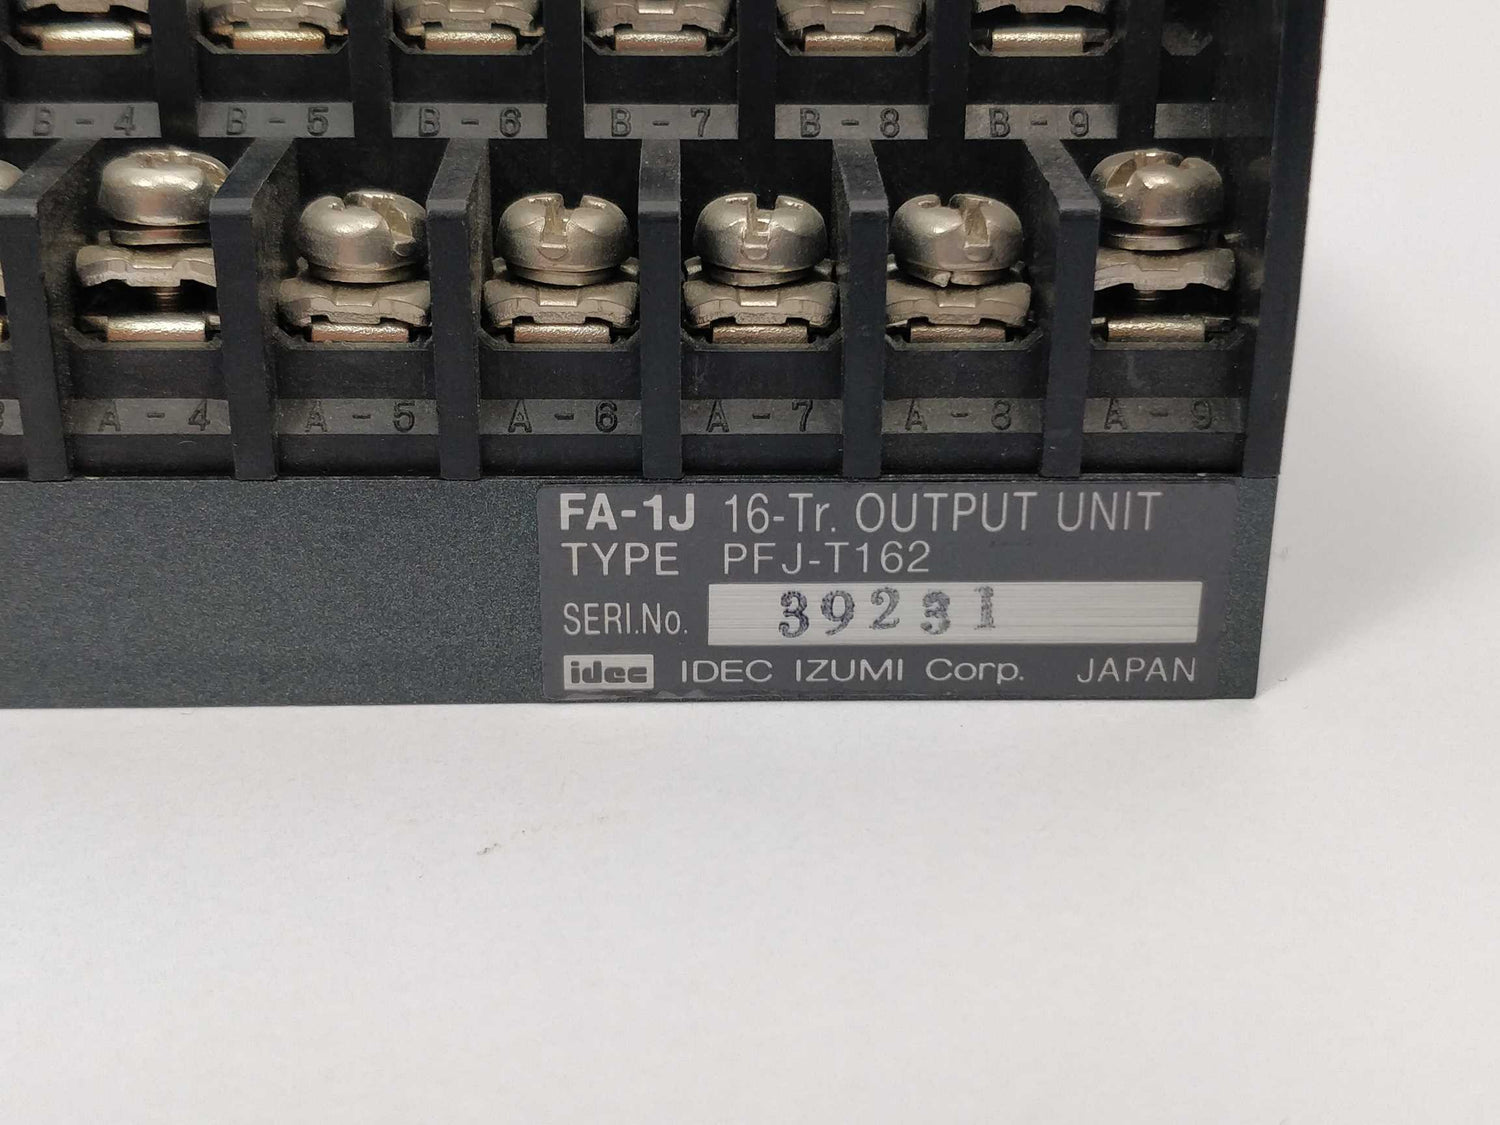 B-4 B-5 B-6 B-7 B-8 B-9
A-4 A-5 A-6 A-7 A-8 A-9
FA-1J 16-Tr. OUTPUT UNIT
TYPE PFJ-T162
SERI.No. 39231
idec IDEC IZUMI Corp. JAPAN